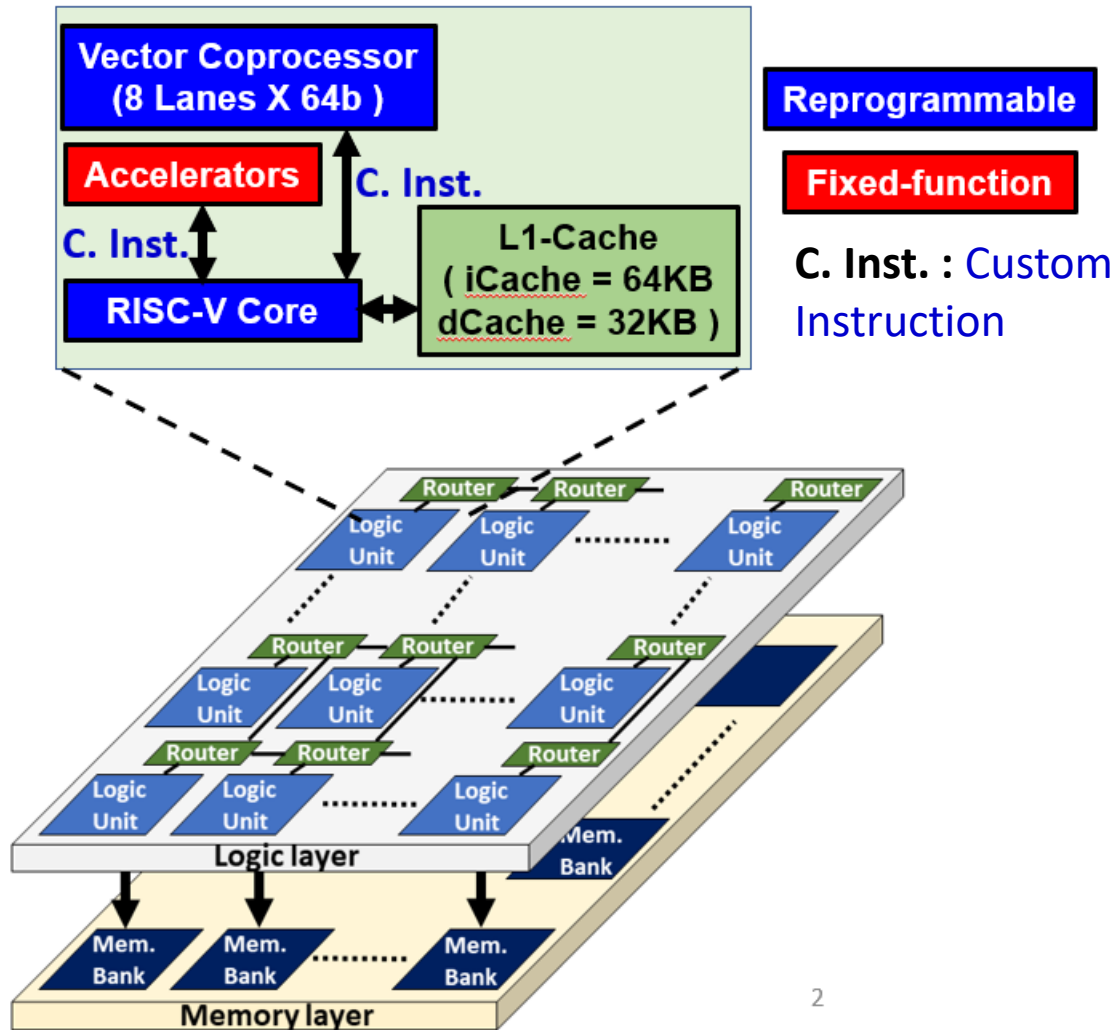 Vector Coprocessor
(8 Lanes X 64b )
Reprogrammable
Accelerators
C. Inst.
Fixed-function
C. Inst.
L1-Cache
( iCache = 64KB
dCache = 32KB )
RISC-V Core
C. Inst. : Custom
Instruction
Router
Router
Router
Logic
Unit
Logic
Unit
Logic
Unit
Router
Router
Router
Logic
Unit
Logic
Unit
Logic
Unit
Router
Router
Router
Logic
Unit
Logic
Unit
Logic
Unit
Logic layer
Mem.
Bank
Mem.
Bank
Mem.
Bank
Mem.
Bank
Memory layer
2